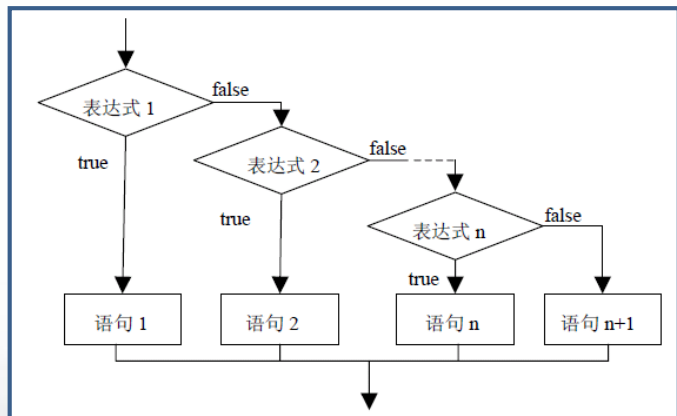 false
表达式 1
true
false
表达式 2
true
false
表达式 n
true
语句 1
语句 2
语句 n
语句 n+1